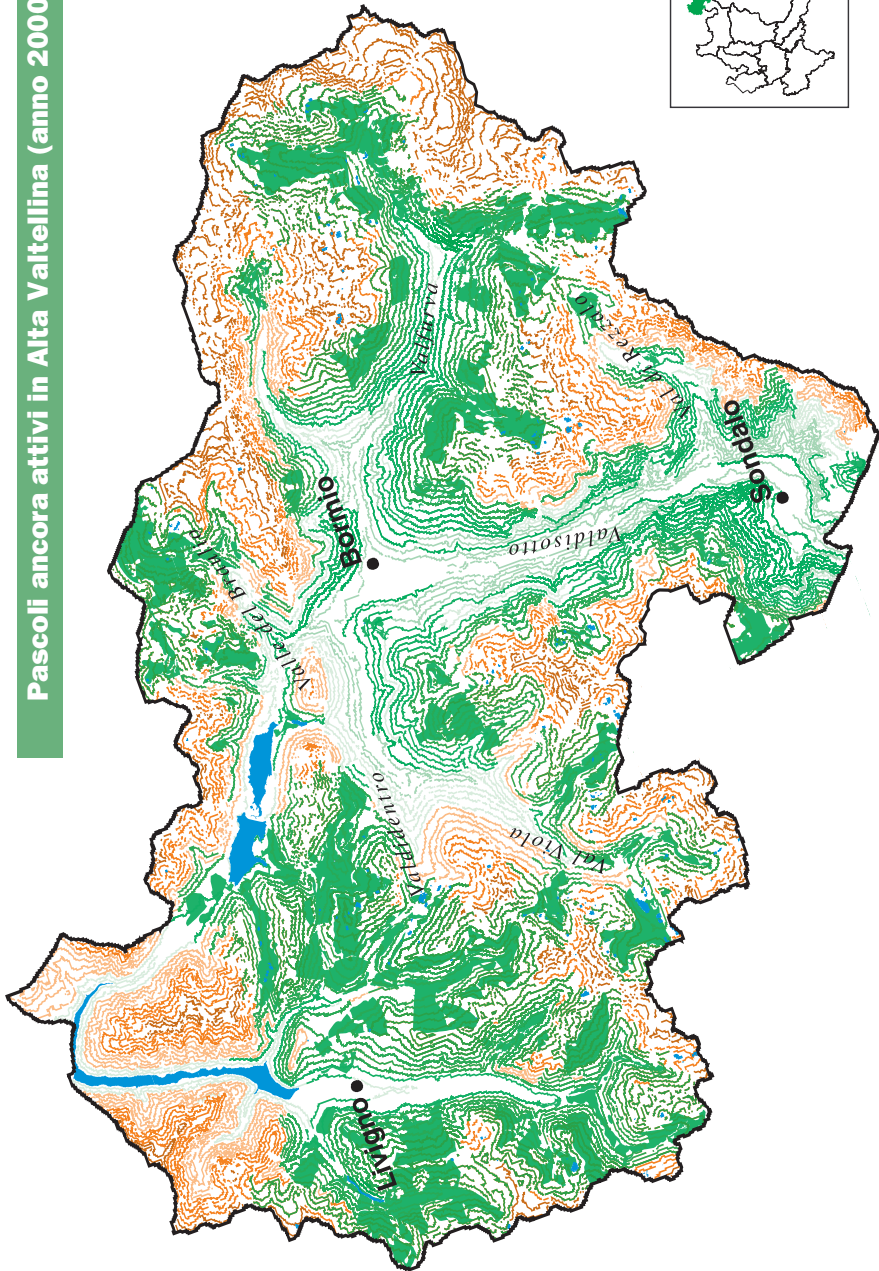 Pascoli ancora attivi in Alta Valtellina (anno 2000
Valle del Braulio
Bormio
Valfurva
Val di Rezzalo
Sondalo
Valdisotto
Valdidentro
Val Viola
Livigno